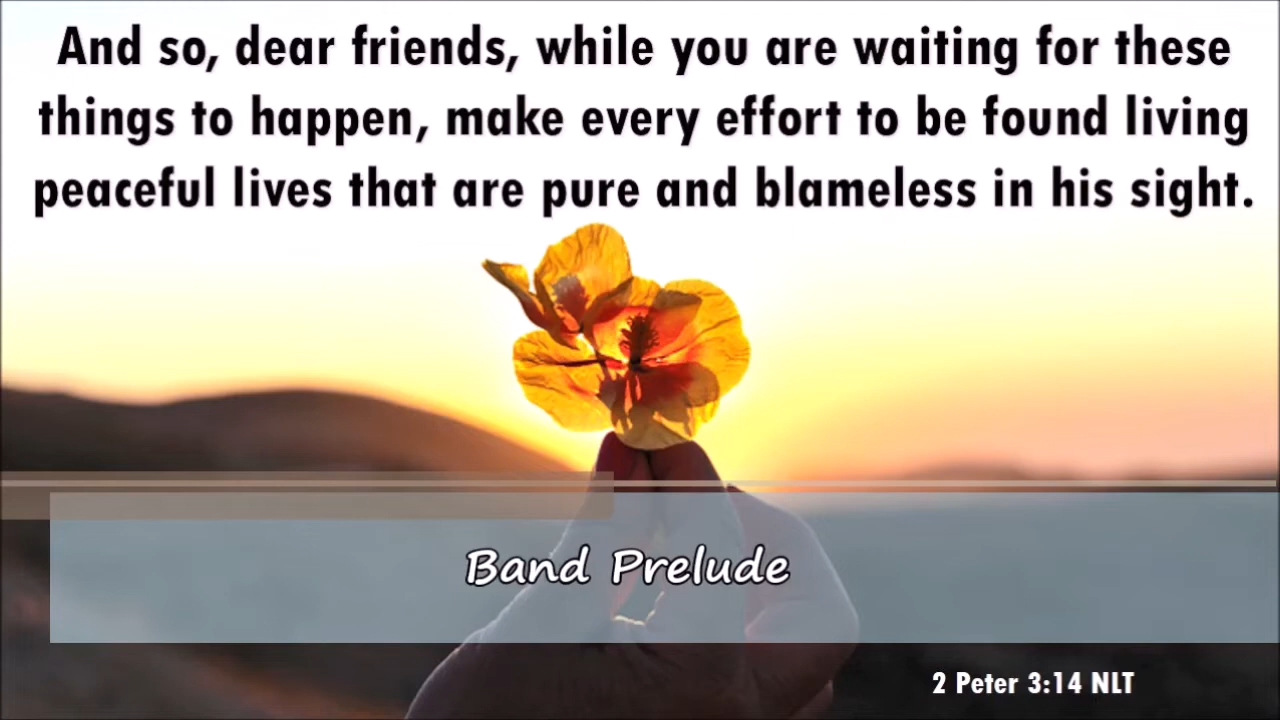 And so, dear friends, while you are waiting for these
things to happen, make every effort to be found living
peaceful lives that are pure and blameless in his sight.
Band Prelude
2 Peter 3:14 NLT